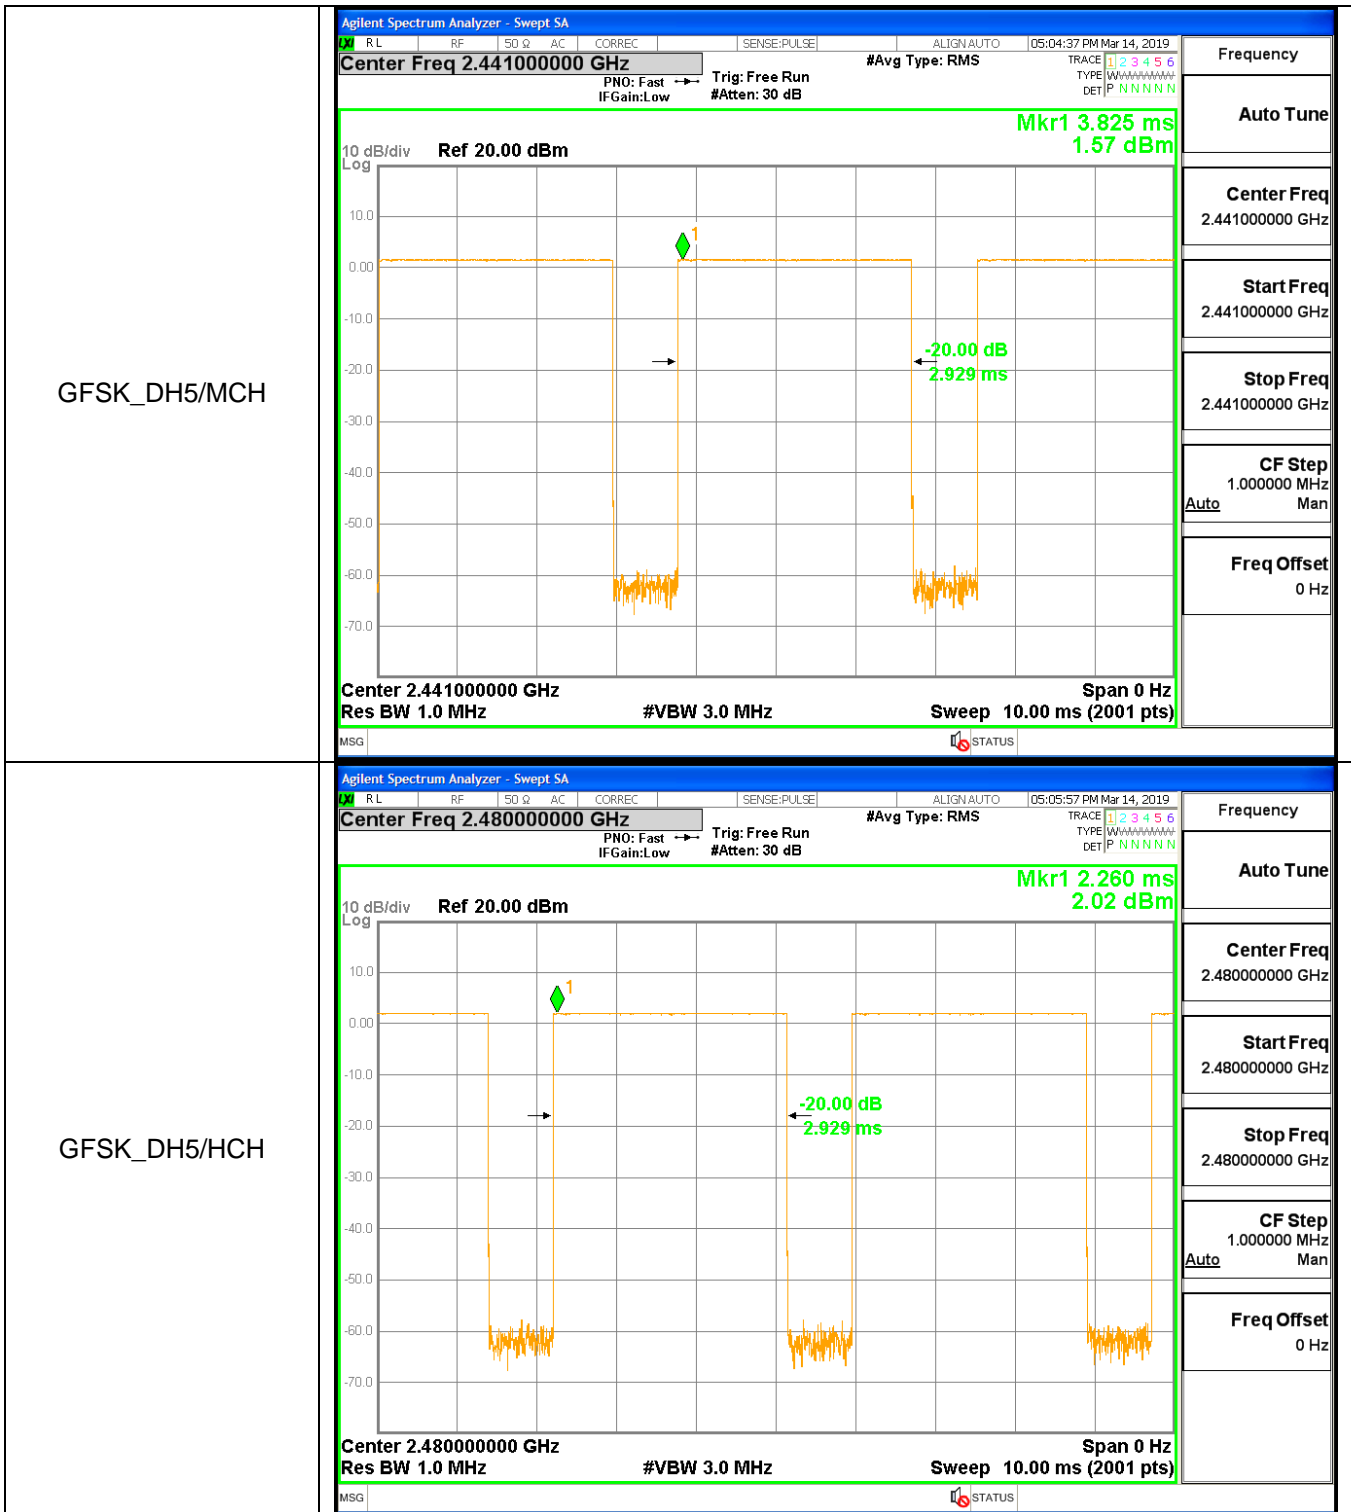 GFSK_DH5/MCH
Agilent Spectrum Analyzer - Swept SA
LXI RL RF 50 Ω AC CORREC SENSE:PULSE ALIGN AUTO 05:04:37 PM Mar 14, 2019
Center Freq 2.441000000 GHz
PNO: Fast
IFGain:Low
Trig: Free Run
#Atten: 30 dB
#Avg Type: RMS
TRACE 1 2 3 4 5 6
TYPE
DET P N N N N N
Mkr1 3.825 ms
1.57 dBm
10 dB/div Ref 20.00 dBm
Log
10.0
0.00
-10.0
-20.0
-30.0
-40.0
-50.0
-60.0
-70.0
1
-20.00 dB
2.929 ms
Center 2.441000000 GHz Span 0 Hz
Res BW 1.0 MHz #VBW 3.0 MHz Sweep 10.00 ms (2001 pts)
MSG STATUS
Frequency
Auto Tune
Center Freq
2.441000000 GHz
Start Freq
2.441000000 GHz
Stop Freq
2.441000000 GHz
CF Step
1.000000 MHz
Auto Man
Freq Offset
0 Hz
GFSK_DH5/HCH
Agilent Spectrum Analyzer - Swept SA
LXI RL RF 50 Ω AC CORREC SENSE:PULSE ALIGN AUTO 05:05:57 PM Mar 14, 2019
Center Freq 2.480000000 GHz
PNO: Fast
IFGain:Low
Trig: Free Run
#Atten: 30 dB
#Avg Type: RMS
TRACE 1 2 3 4 5 6
TYPE
DET P N N N N N
Mkr1 2.260 ms
2.02 dBm
10 dB/div Ref 20.00 dBm
Log
10.0
0.00
-10.0
-20.0
-30.0
-40.0
-50.0
-60.0
-70.0
1
-20.00 dB
2.929 ms
Center 2.480000000 GHz Span 0 Hz
Res BW 1.0 MHz #VBW 3.0 MHz Sweep 10.00 ms (2001 pts)
MSG STATUS
Frequency
Auto Tune
Center Freq
2.480000000 GHz
Start Freq
2.480000000 GHz
Stop Freq
2.480000000 GHz
CF Step
1.000000 MHz
Auto Man
Freq Offset
0 Hz